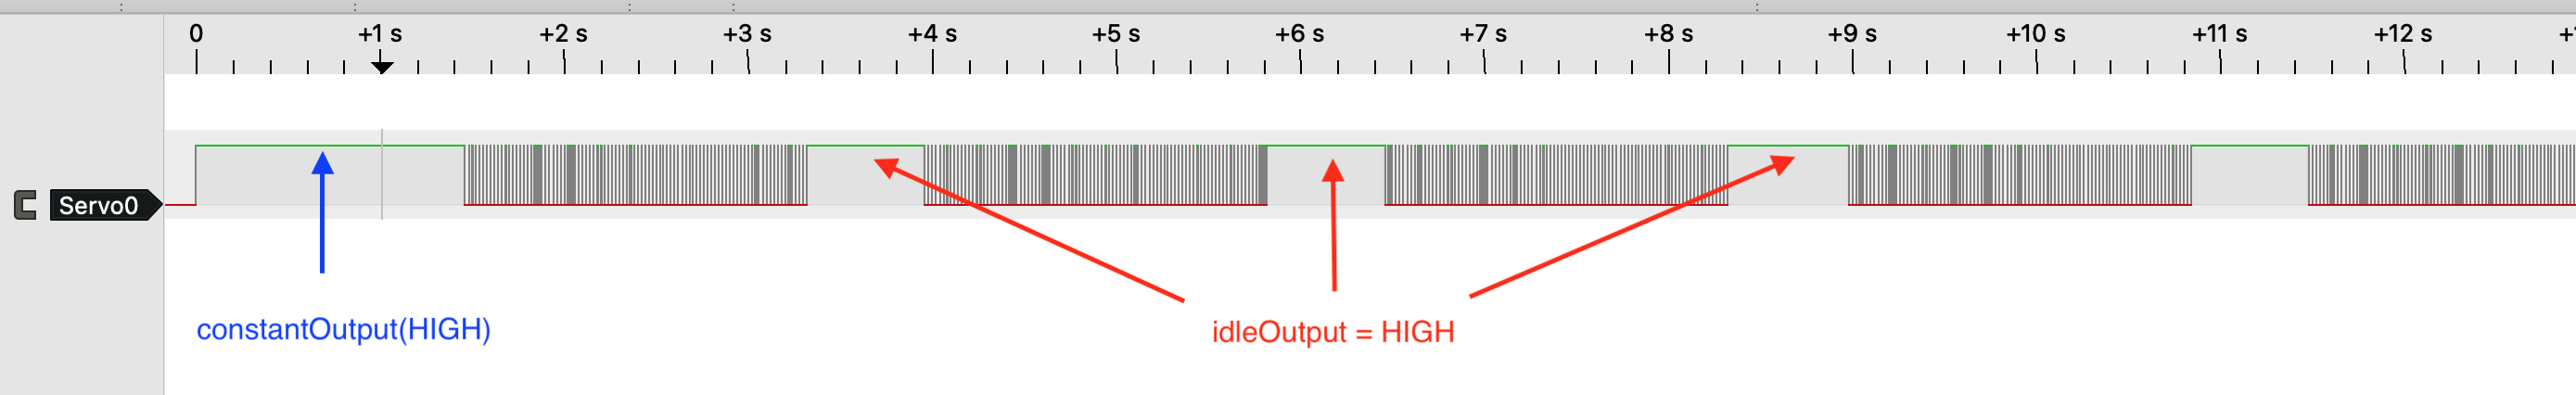 0 +1 s +2 s +3 s +4 s +5 s +6 s +7 s +8 s +9 s +10 s +11 s +12 s
Servo0
constantOutput(HIGH)
idleOutput = HIGH